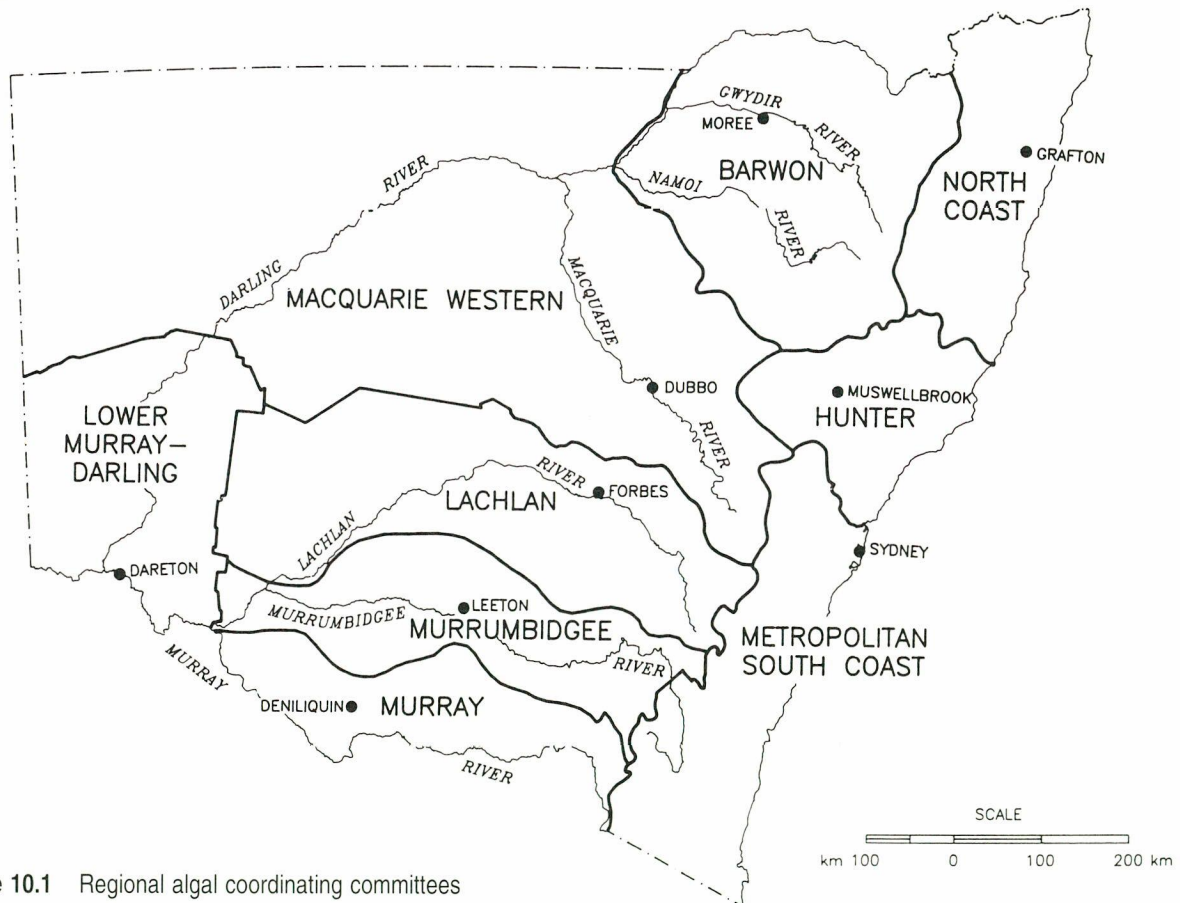 GWYDIR
RIVER
MOREE
BARWON
NAMOI
RIVER
GRAFTON
NORTH
COAST
RIVER
DARLING
MACQUARIE WESTERN
MACQUARIE
RIVER
DUBBO
MUSWELLBROOK
HUNTER
LOWER
MURRAY–
DARLING
RIVER
FORBES
LACHLAN
LACHLAN
SYDNEY
DARETON
LEETON
MURRUMBIDGEE
MURRUMBIDGEE
RIVER
METROPOLITAN
SOUTH COAST
MURRAY
DENILIQUIN
MURRAY
RIVER
SCALE
km 100 0 100 200 km
10.1 Regional algal coordinating committees